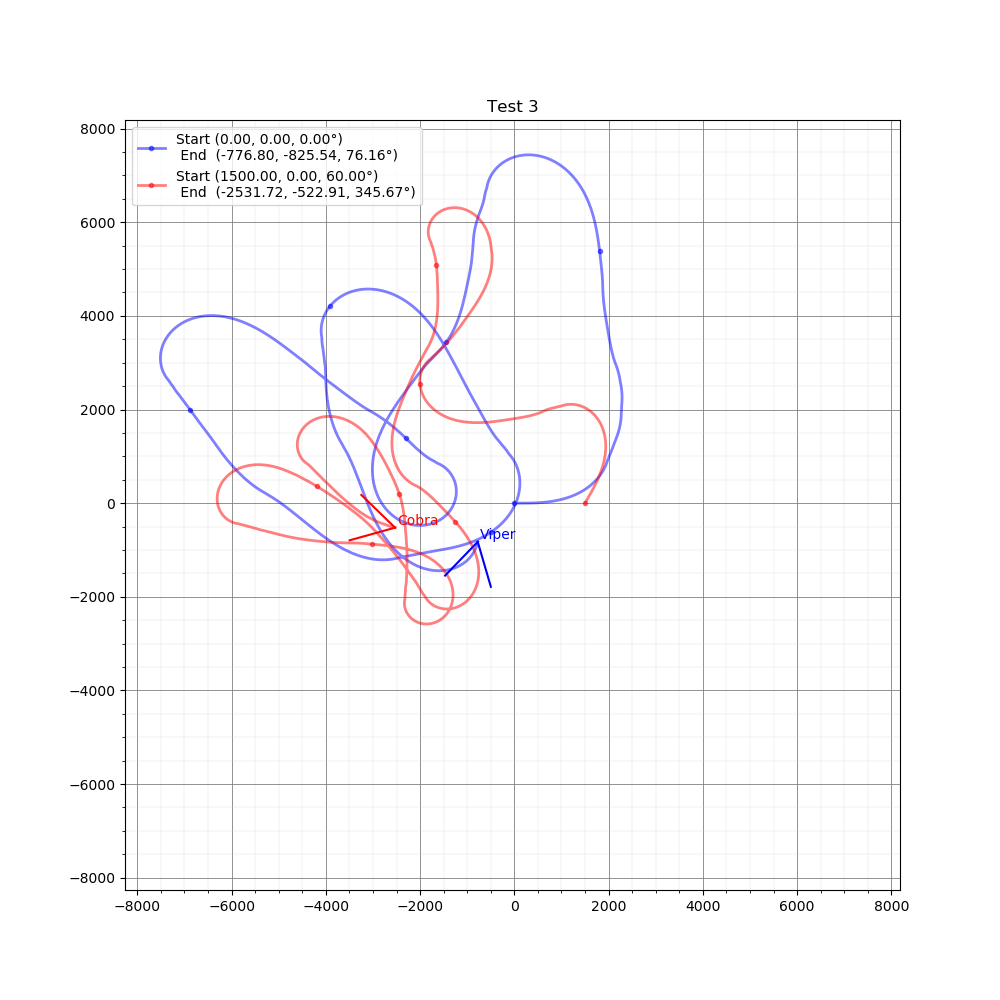 Test 3
Start (0.00, 0.00, 0.00°)
End (-776.80, -825.54, 76.16°)
Start (1500.00, 0.00, 60.00°)
End (-2531.72, -522.91, 345.67°)
8000
6000
4000
2000
0
−2000
−4000
−6000
−8000
Cobra
Viper
−8000 −6000 −4000 −2000 0 2000 4000 6000 8000